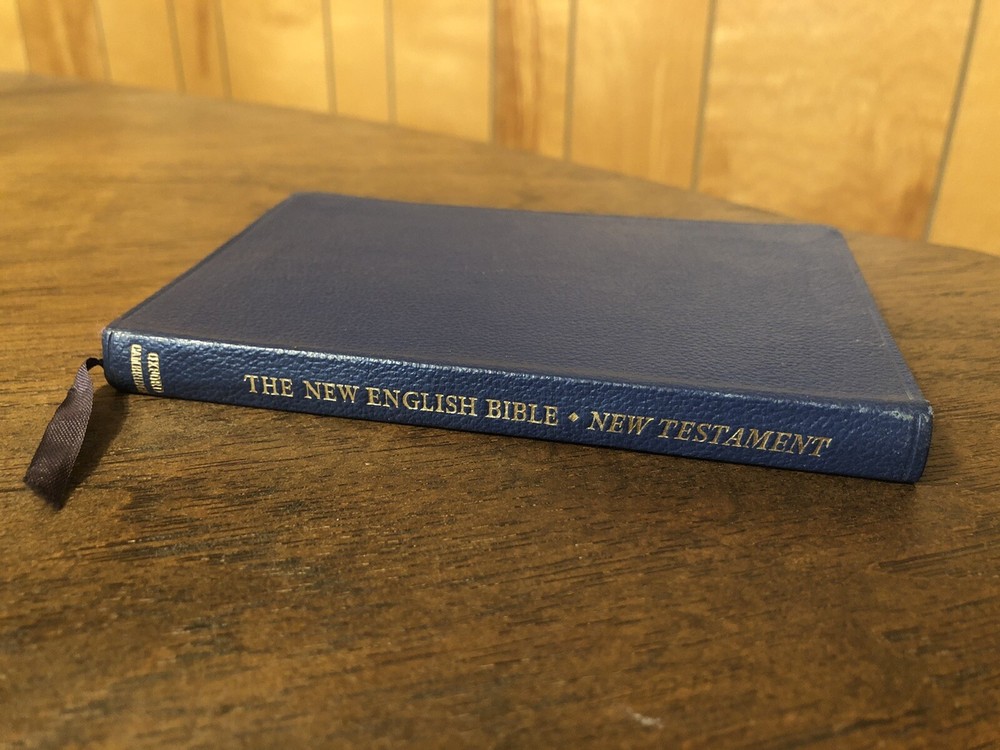 THE NEW ENGLISH BIBLE • NEW TESTAMENT
OXFORD
CAMBRIDGE